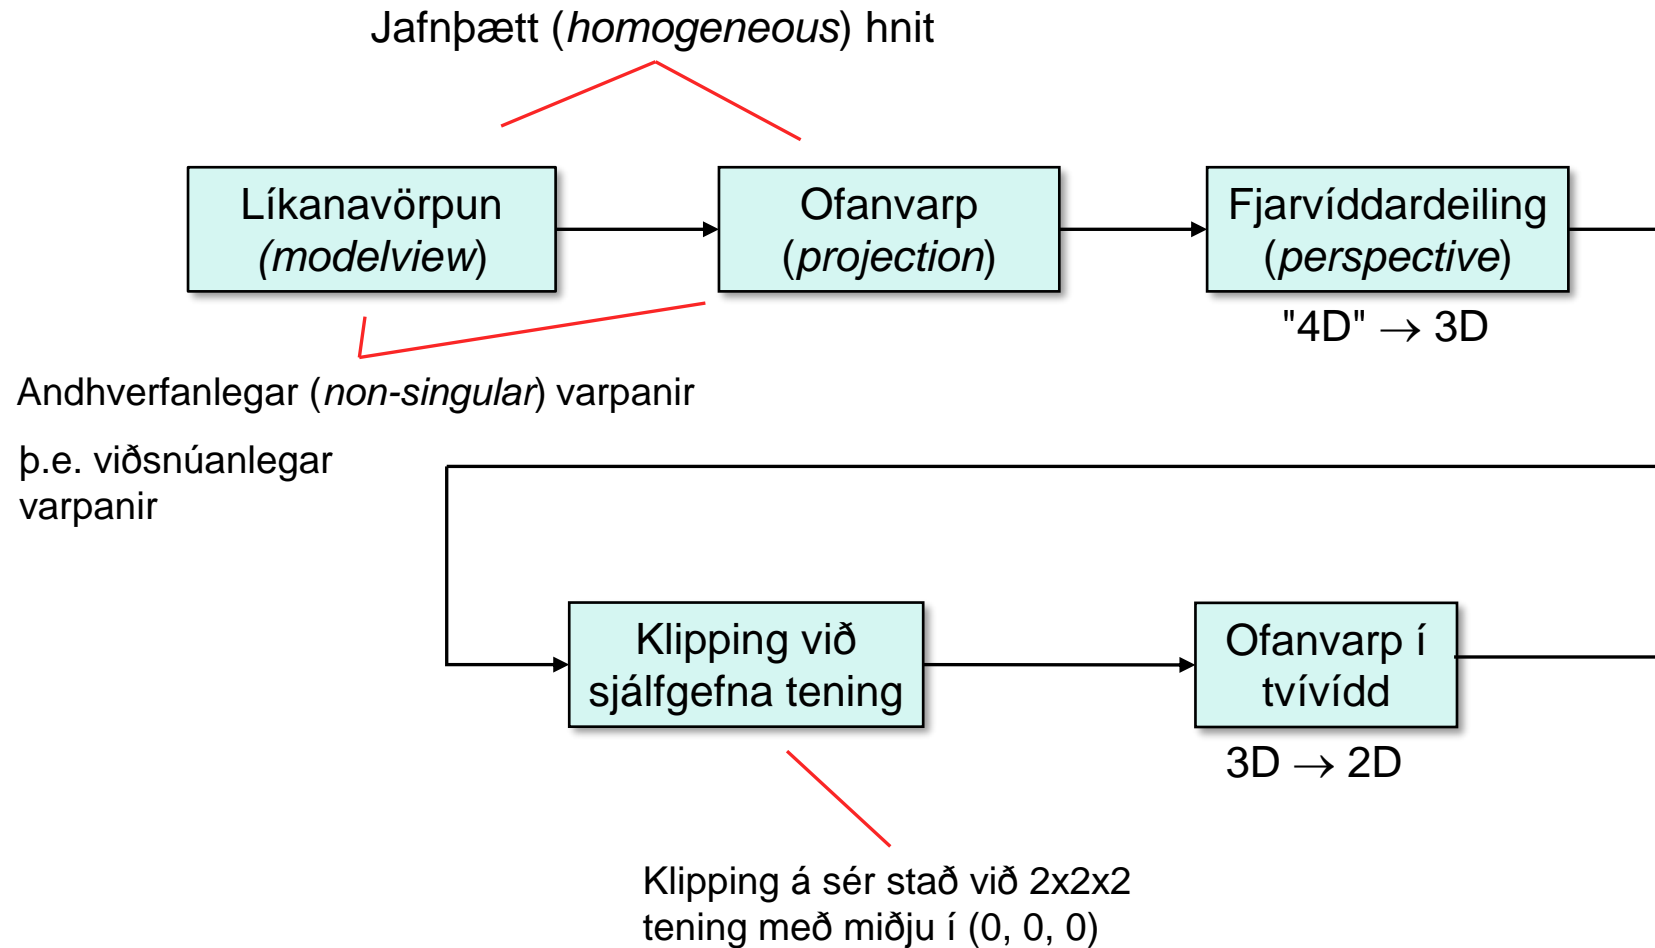 Jafnþætt (homogeneous) hnit
Líkanavörpun
(modelview)
Ofanvarp
(projection)
Fjarvíddardeiling
(perspective)
"4D" → 3D
Andhverfanlegar (non-singular) varpanir
þ.e. viðsnúanlegar
varpanir
Klipping við
sjálfgefna tening
Ofanvarp í
tvívídd
3D → 2D
Klipping á sér stað við 2x2x2
tening með miðju í (0, 0, 0)